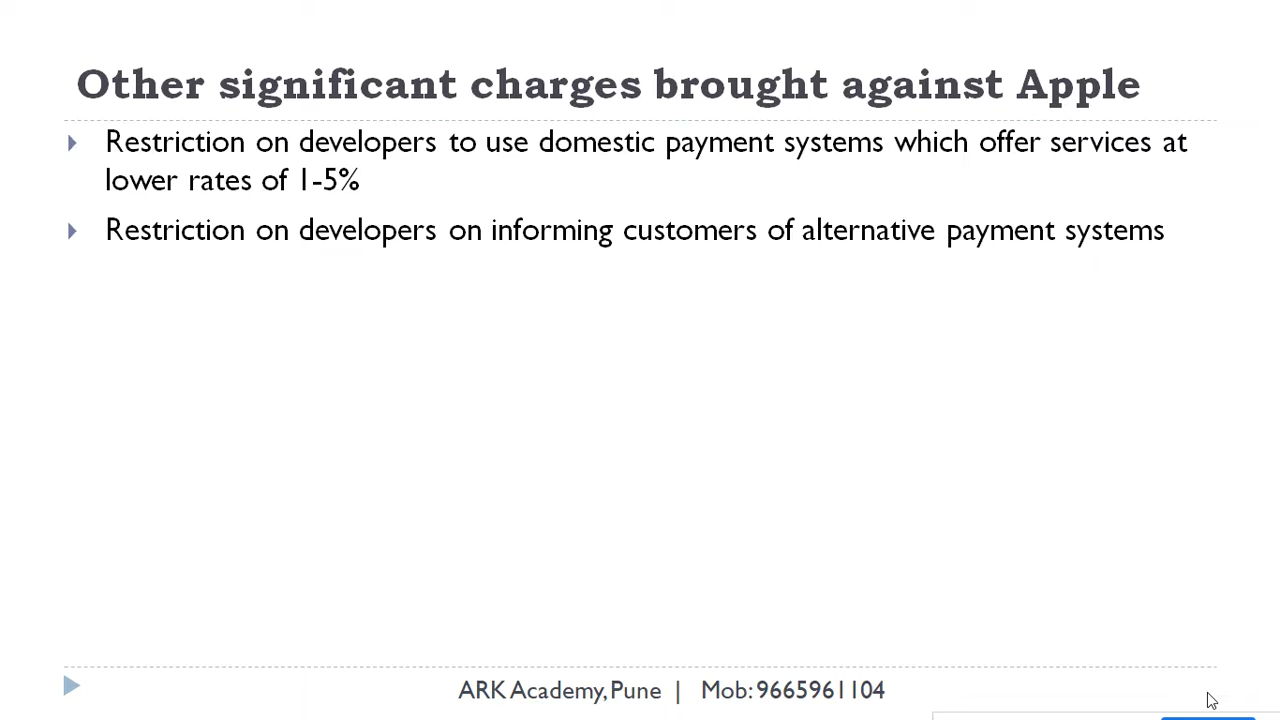 Other significant charges brought against Apple
Restriction on developers to use domestic payment systems which offer services at
lower rates of 1-5%
Restriction on developers on informing customers of alternative payment systems
ARK Academy, Pune | Mob: 9665961104